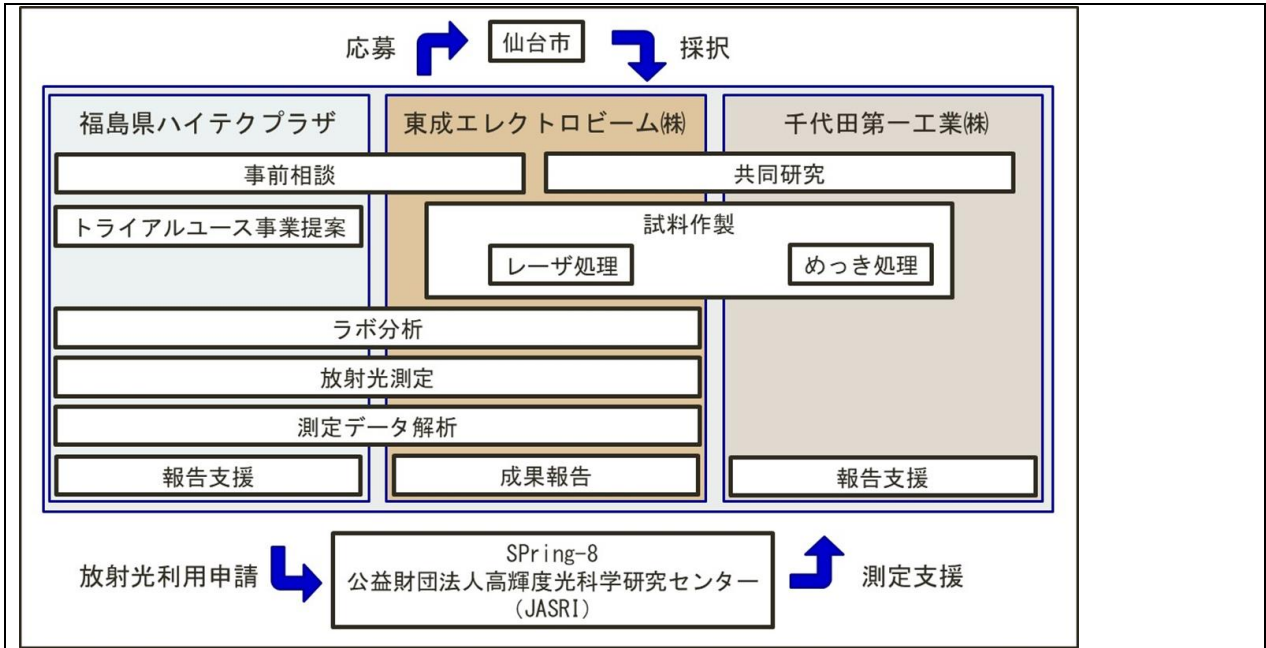 応募
仙台市
採択
福島県ハイテクプラザ
東成エレクトロビーム㈱
千代田第一工業㈱
事前相談
共同研究
トライアルユース事業提案
試料作製
レーザ処理
めっき処理
ラボ分析
放射光測定
測定データ解析
報告支援
成果報告
報告支援
放射光利用申請
SPring-8
公益財団法人高輝度光科学研究センター
(JASRI)
測定支援